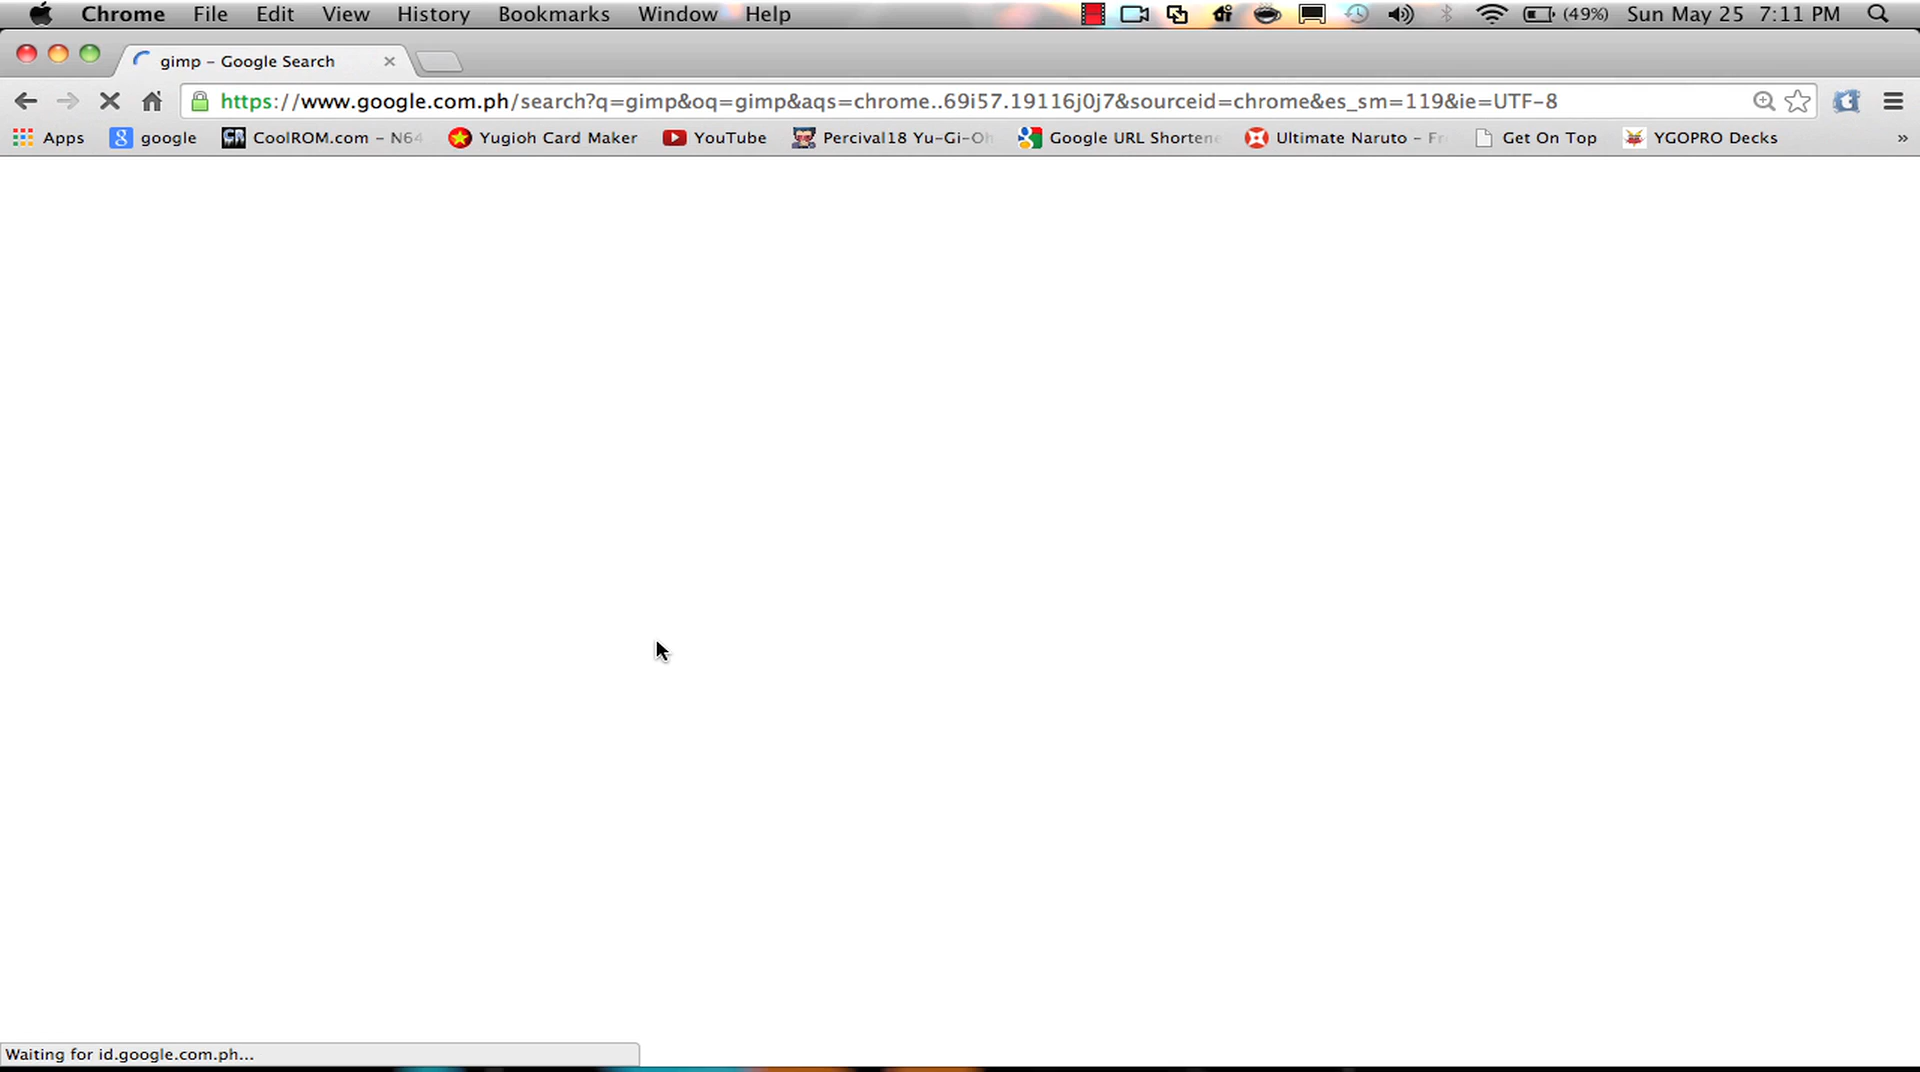 Chrome File Edit View History Bookmarks Window Help (49%) Sun May 25 7:11 PM
gimp – Google Search
https://www.google.com.ph/search?q=gimp&oq=gimp&aqs=chrome..69i57.19116j0j7&sourceid=chrome&es_sm=119&ie=UTF-8
Apps google CoolROM.com – N64 Yugioh Card Maker YouTube Percival18 Yu-Gi-Oh Google URL Shortene Ultimate Naruto – Fr Get On Top YGOPRO Decks »
Waiting for id.google.com.ph...